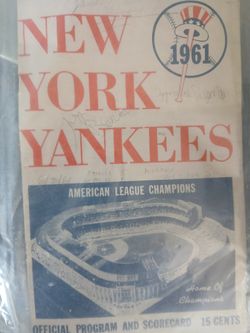 NEW
1961
YORK
YANKEES
AMERICAN LEAGUE CHAMPIONS
Home Of
Champions
OFFICIAL PROGRAM AND SCORECARD 15 CENTS